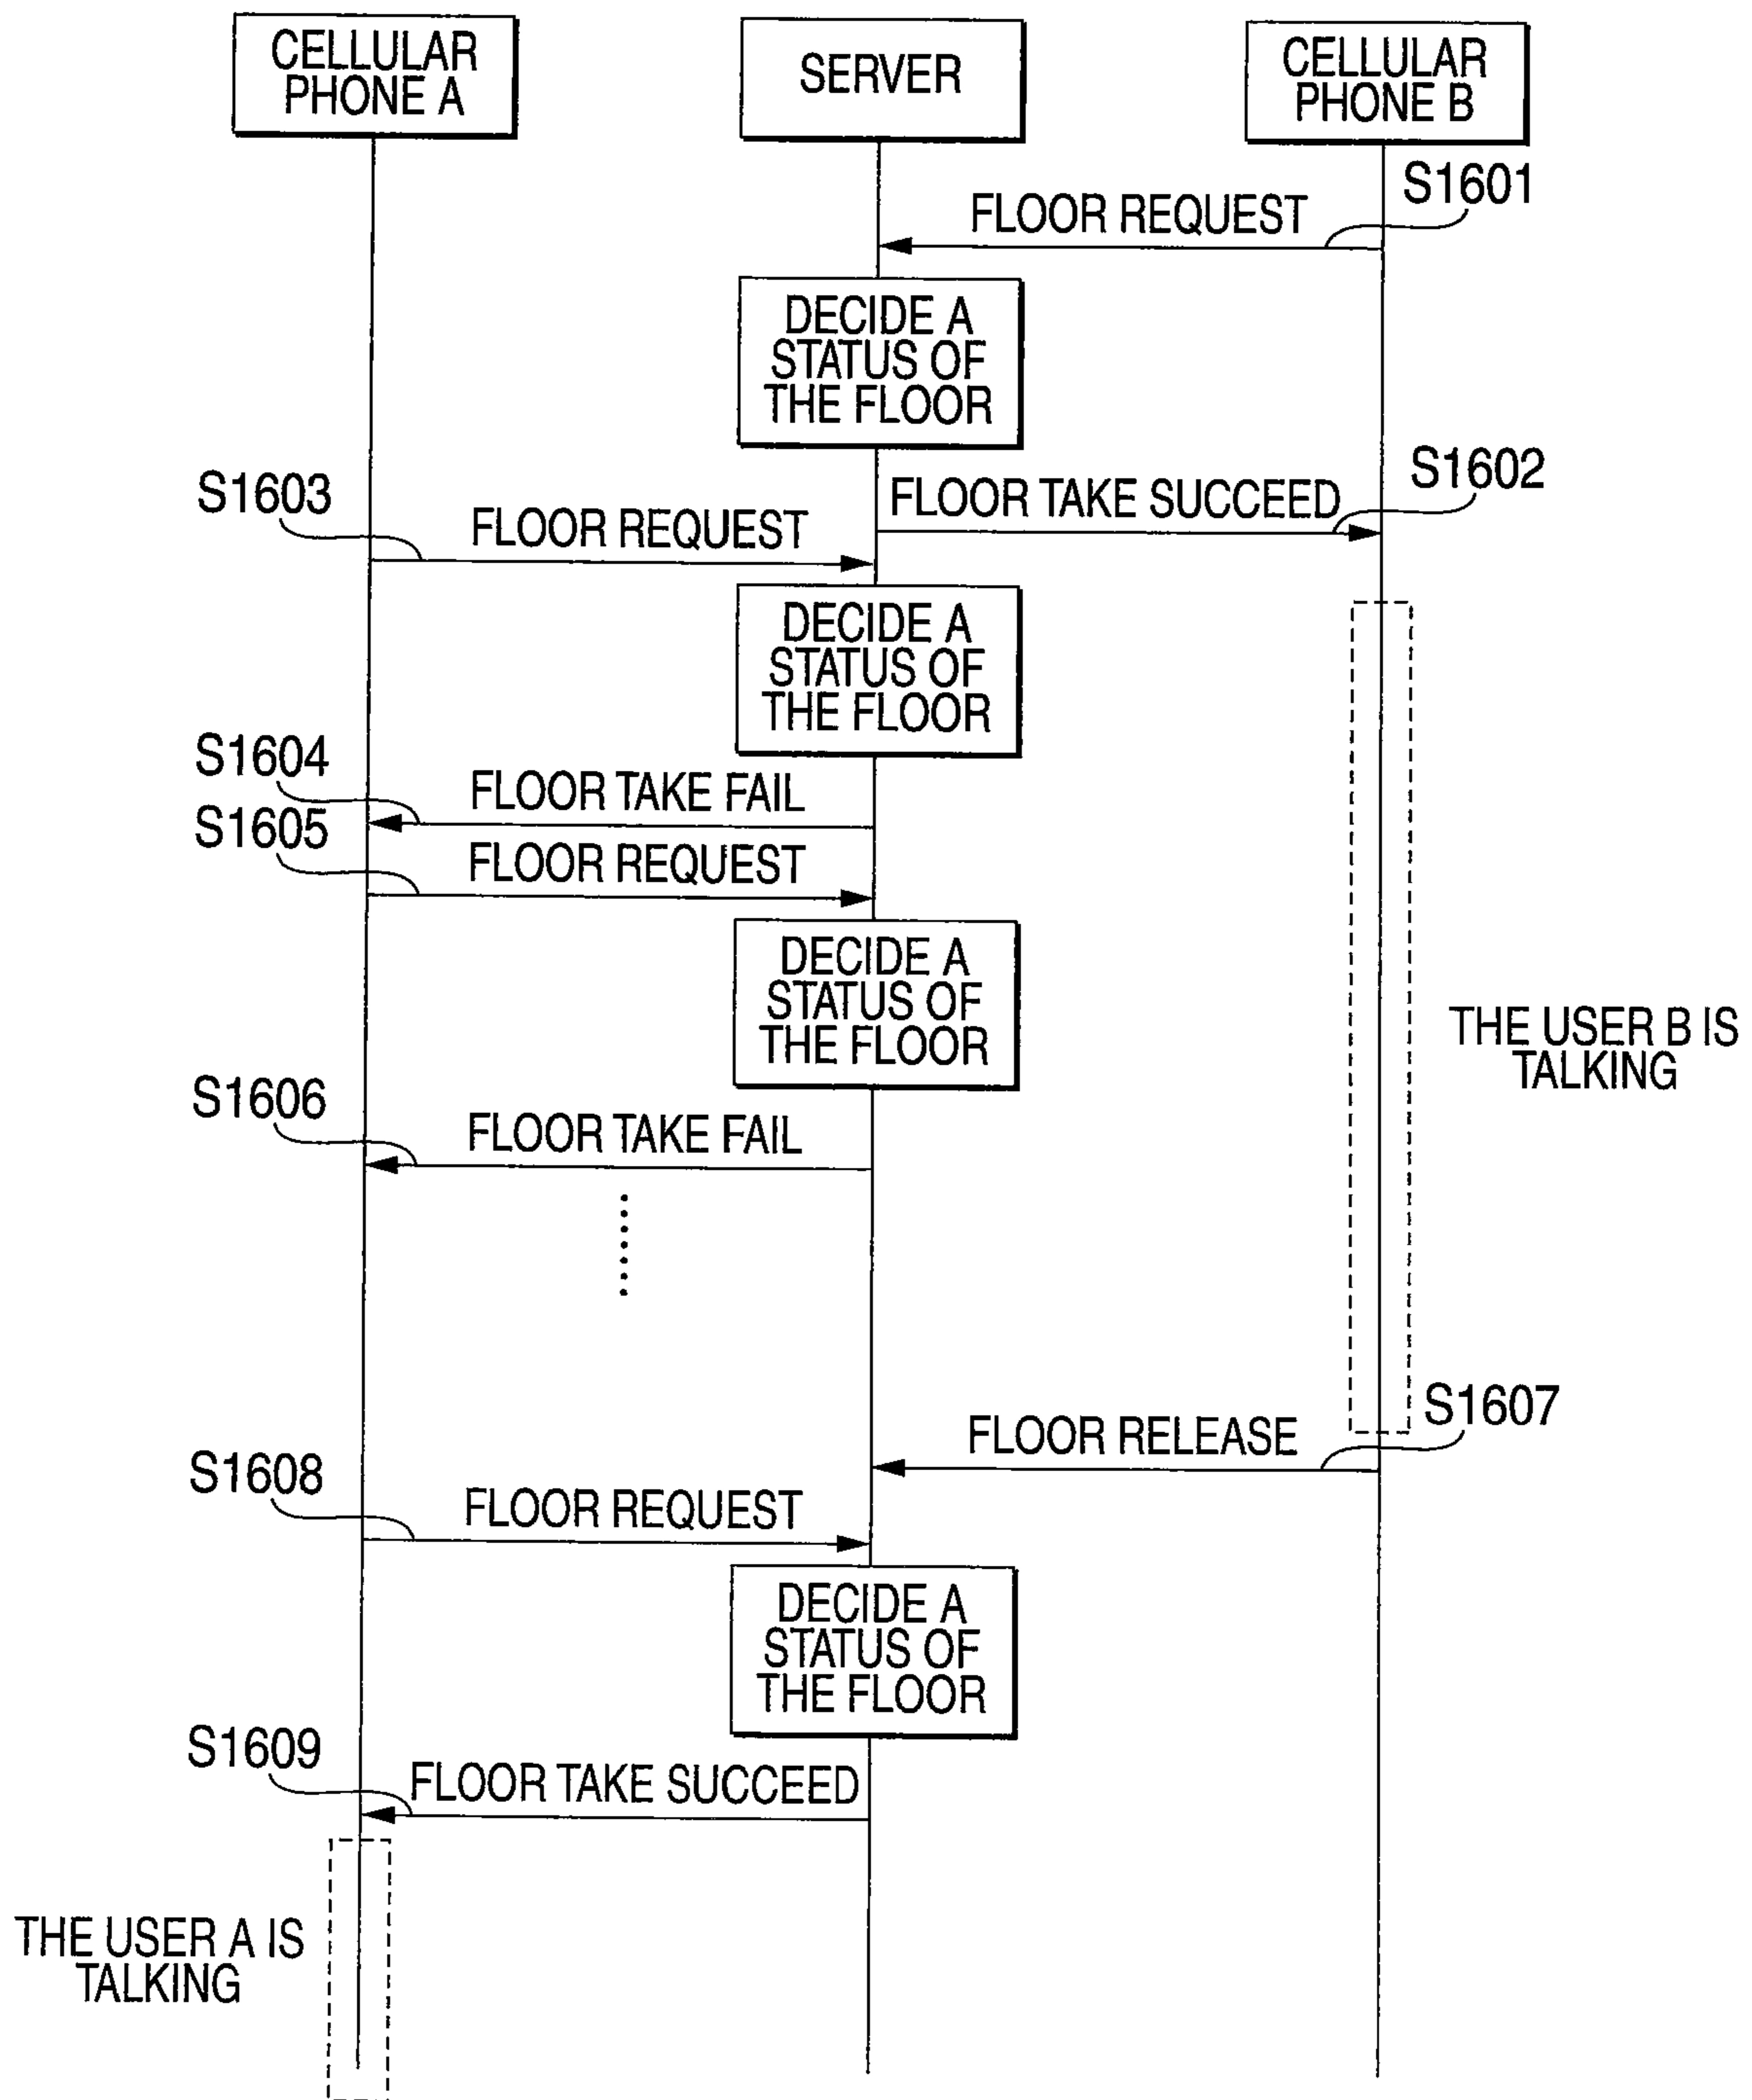 CELLULAR
PHONE A
SERVER
CELLULAR
PHONE B
S1601
FLOOR REQUEST
DECIDE A
STATUS OF
THE FLOOR
S1602
FLOOR TAKE SUCCEED
S1603
FLOOR REQUEST
DECIDE A
STATUS OF
THE FLOOR
S1604
FLOOR TAKE FAIL
S1605
FLOOR REQUEST
DECIDE A
STATUS OF
THE FLOOR
THE USER B IS
TALKING
S1606
FLOOR TAKE FAIL
S1607
FLOOR RELEASE
S1608
FLOOR REQUEST
DECIDE A
STATUS OF
THE FLOOR
S1609
FLOOR TAKE SUCCEED
THE USER A IS
TALKING